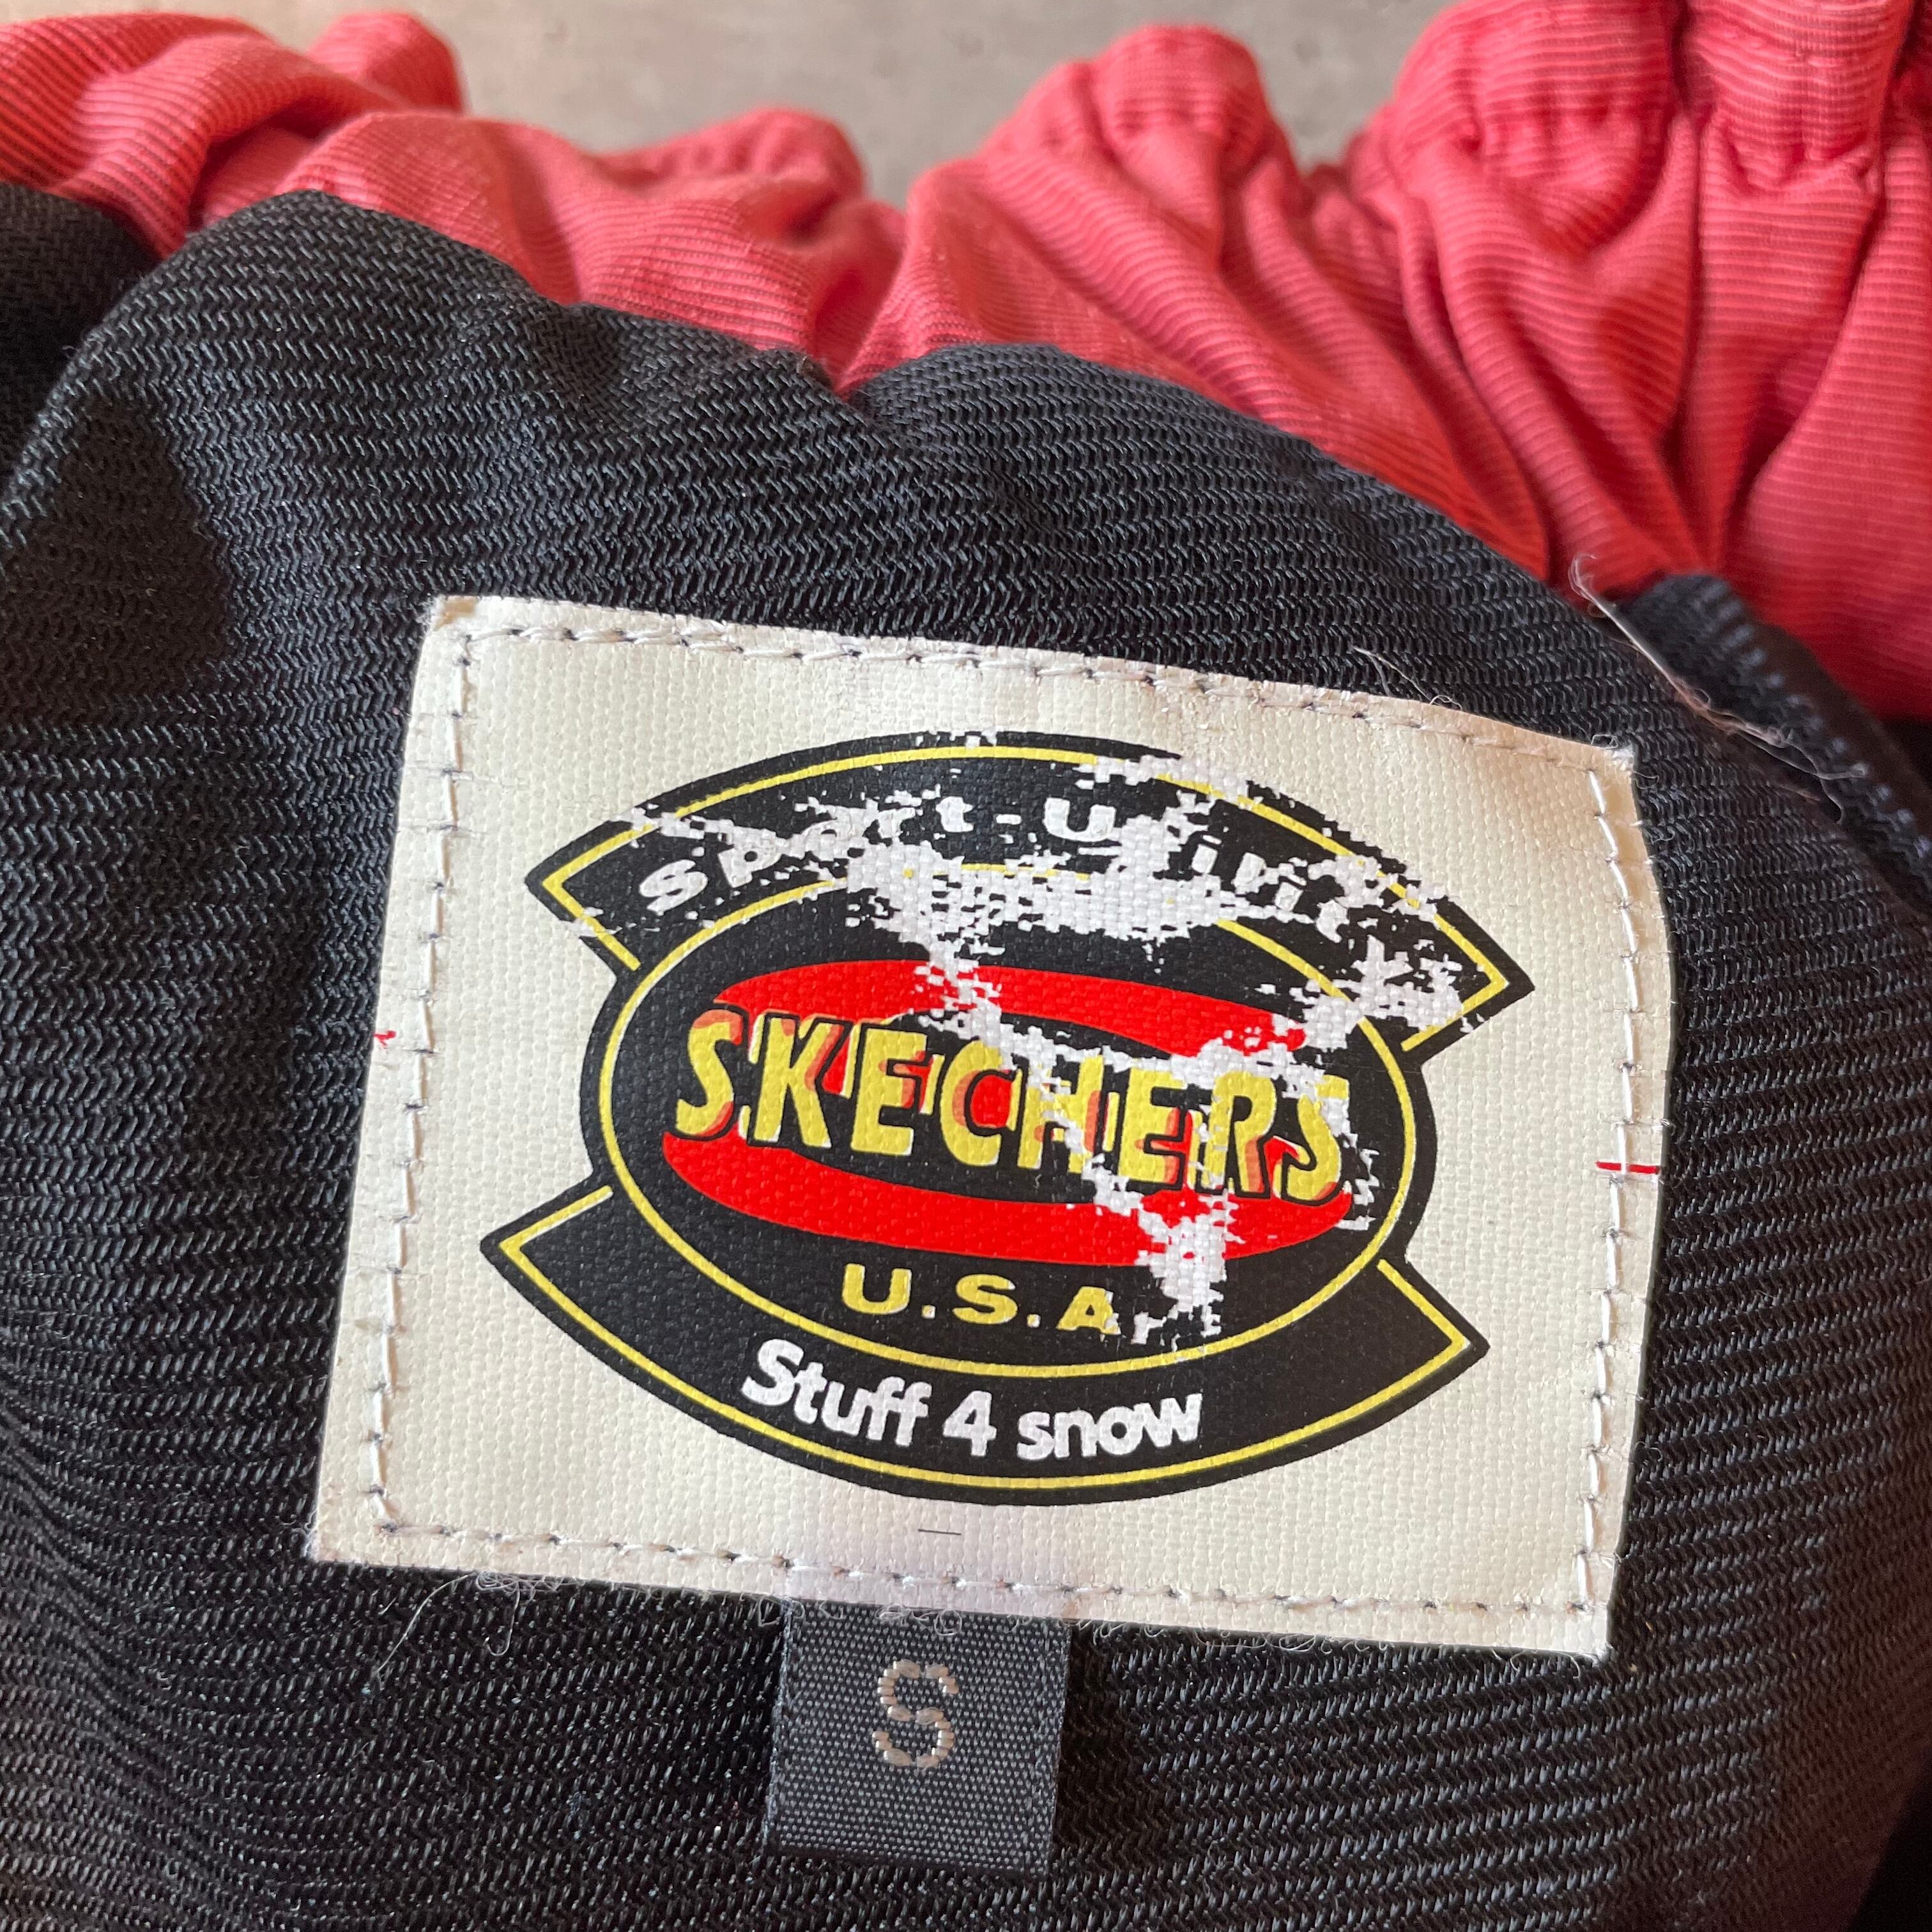 Sport-Utility
SKECHERS
U.S.A.
Stuff 4 snow
S